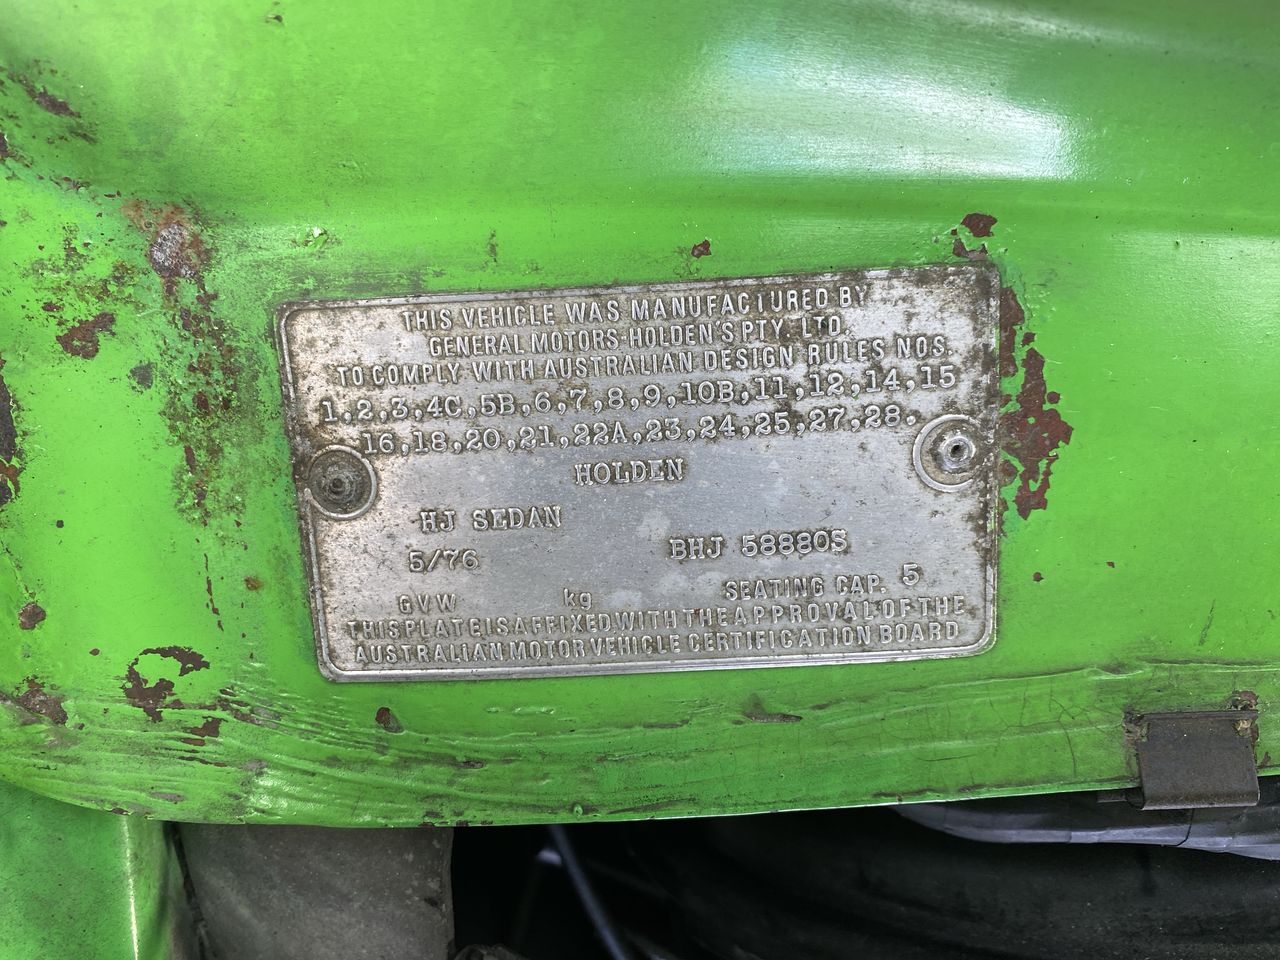 THIS VEHICLE WAS MANUFACTURED BY
GENERAL MOTORS-HOLDEN'S PTY. LTD.
TO COMPLY WITH AUSTRALIAN DESIGN RULES NOS.
1,2,3,4C,5B,6,7,8,9,10B,11,12,14,15
16,18,20,21,22A,23,24,25,27,28.
HOLDEN
HJ SEDAN
5/76 BHJ 58880S
GVW kg SEATING CAP. 5
THIS PLATE IS AFFIXED WITH THE APPROVAL OF THE
AUSTRALIAN MOTOR VEHICLE CERTIFICATION BOARD